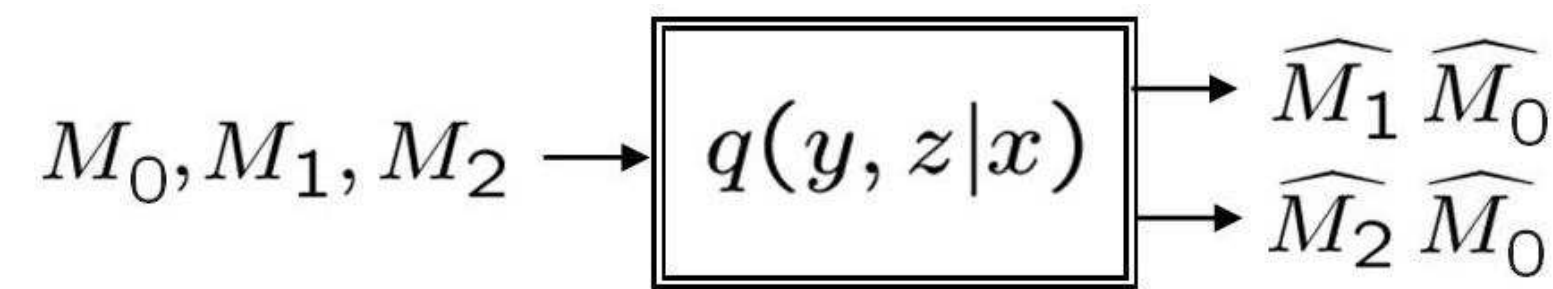 M₀, M₁, M₂
q(y, z|x)
M̂₁ M̂₀
M̂₂ M̂₀